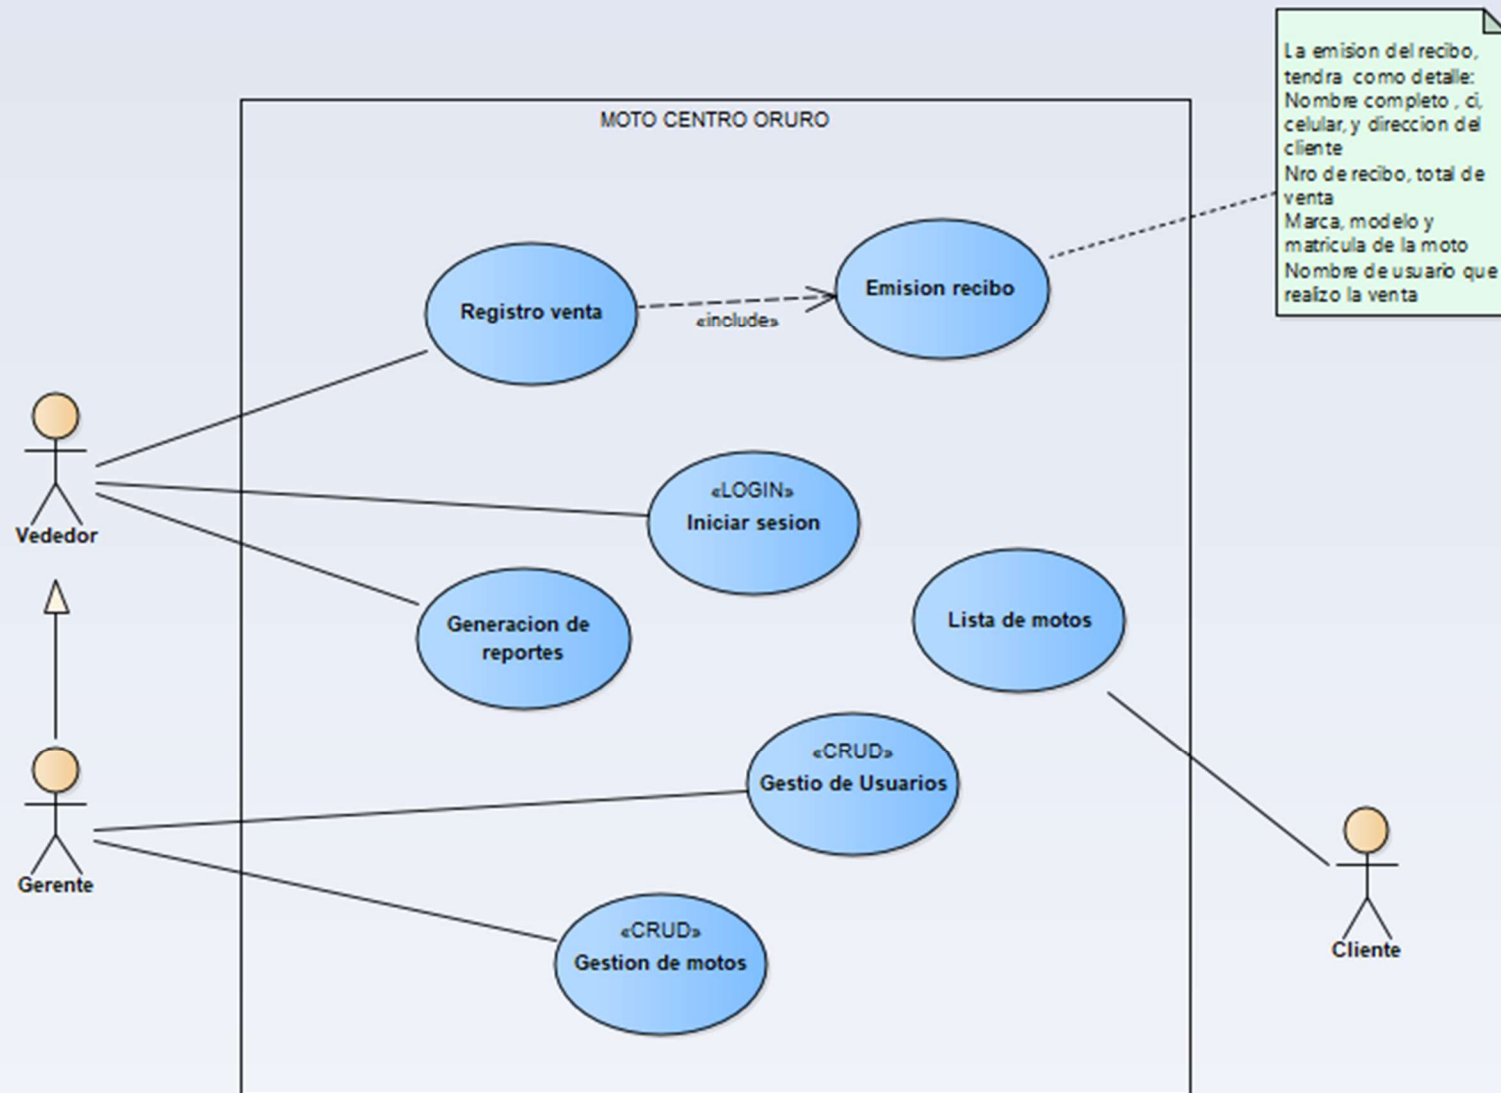 La emision del recibo,
tendra como detalle:
Nombre completo , ci,
celular, y direccion del
cliente
Nro de recibo, total de
venta
Marca, modelo y
matricula de la moto
Nombre de usuario que
realizo la venta
MOTO CENTRO ORURO
Registro venta
«include»
Emision recibo
Vededor
«LOGIN»
Iniciar sesion
Generacion de
reportes
Lista de motos
«CRUD»
Gestio de Usuarios
Gerente
«CRUD»
Gestion de motos
Cliente